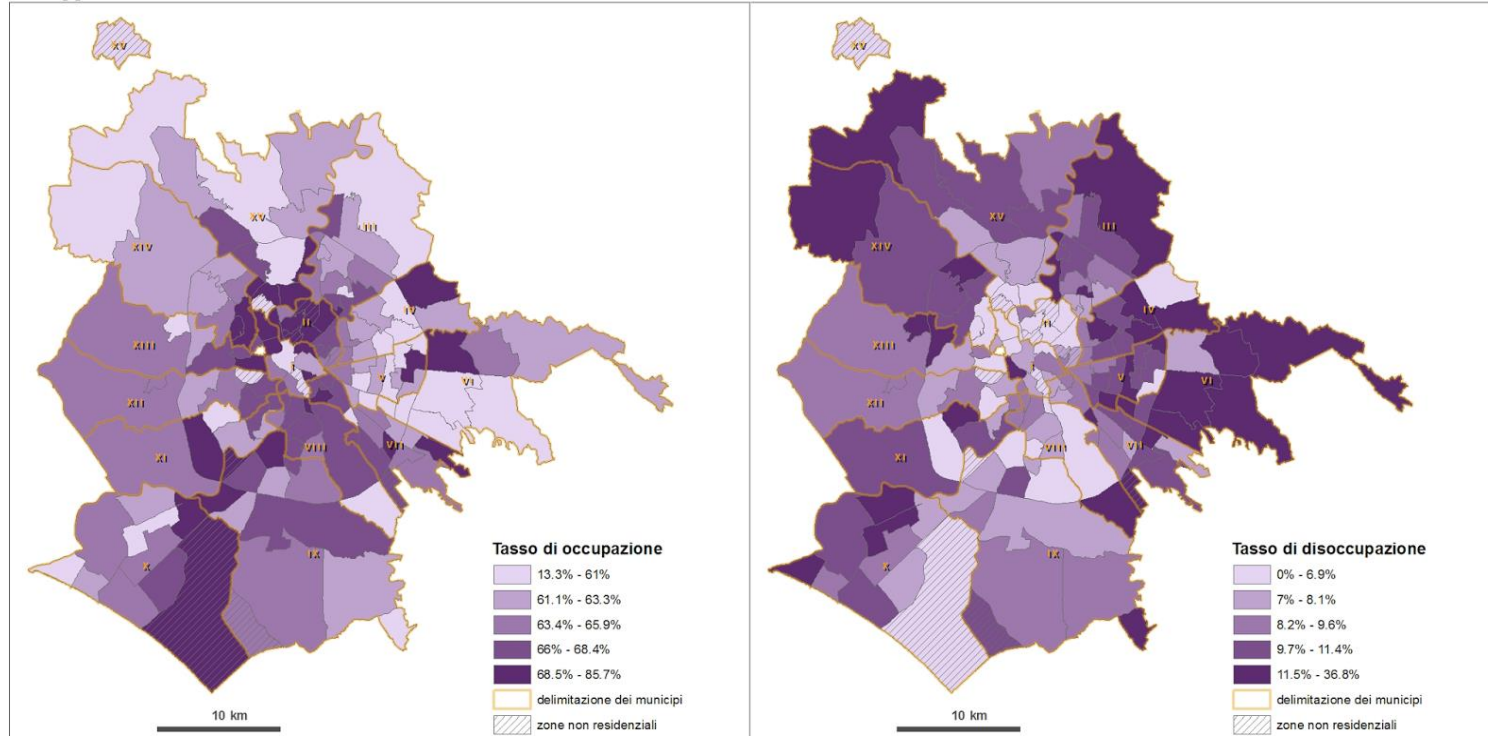 XV
XV
III
XIV
IV
II
XIII
I
V
VI
XII
VIII
VII
XI
IX
X
Tasso di occupazione
13.3% - 61%
61.1% - 63.3%
63.4% - 65.9%
66% - 68.4%
68.5% - 85.7%
delimitazione dei municipi
zone non residenziali
10 km
XV
XV
III
XIV
IV
II
XIII
I
V
VI
XII
VIII
VII
XI
IX
X
Tasso di disoccupazione
0% - 6.9%
7% - 8.1%
8.2% - 9.6%
9.7% - 11.4%
11.5% - 36.8%
delimitazione dei municipi
zone non residenziali
10 km